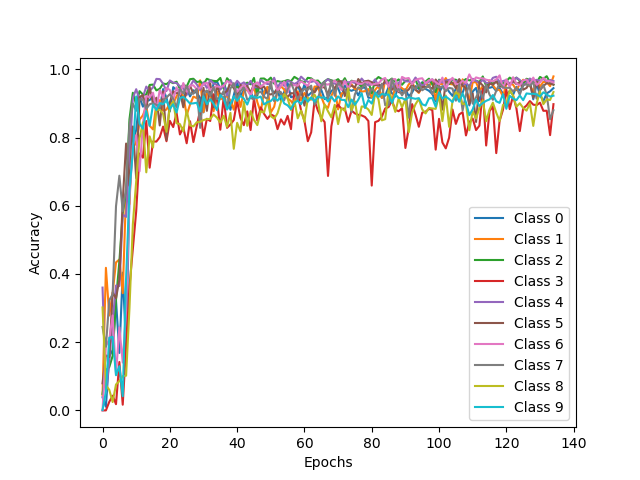 1.0
0.8
0.6
0.4
0.2
0.0
Accuracy
0
20
40
60
80
100
120
140
Epochs
Class 0
Class 1
Class 2
Class 3
Class 4
Class 5
Class 6
Class 7
Class 8
Class 9